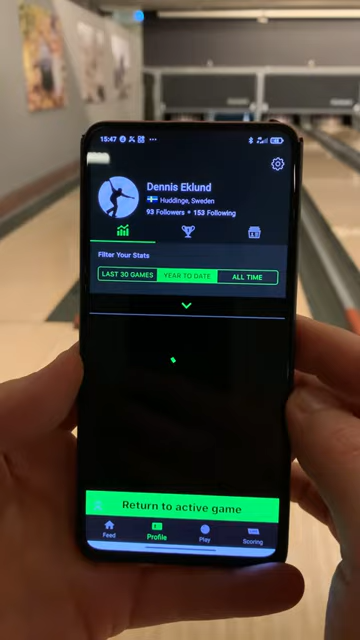 15:47
Dennis Eklund
Huddinge, Sweden
93 Followers • 153 Following
Filter Your Stats
LAST 30 GAMES
YEAR TO DATE
ALL TIME
Return to active game
Feed
Profile
Play
Scoring